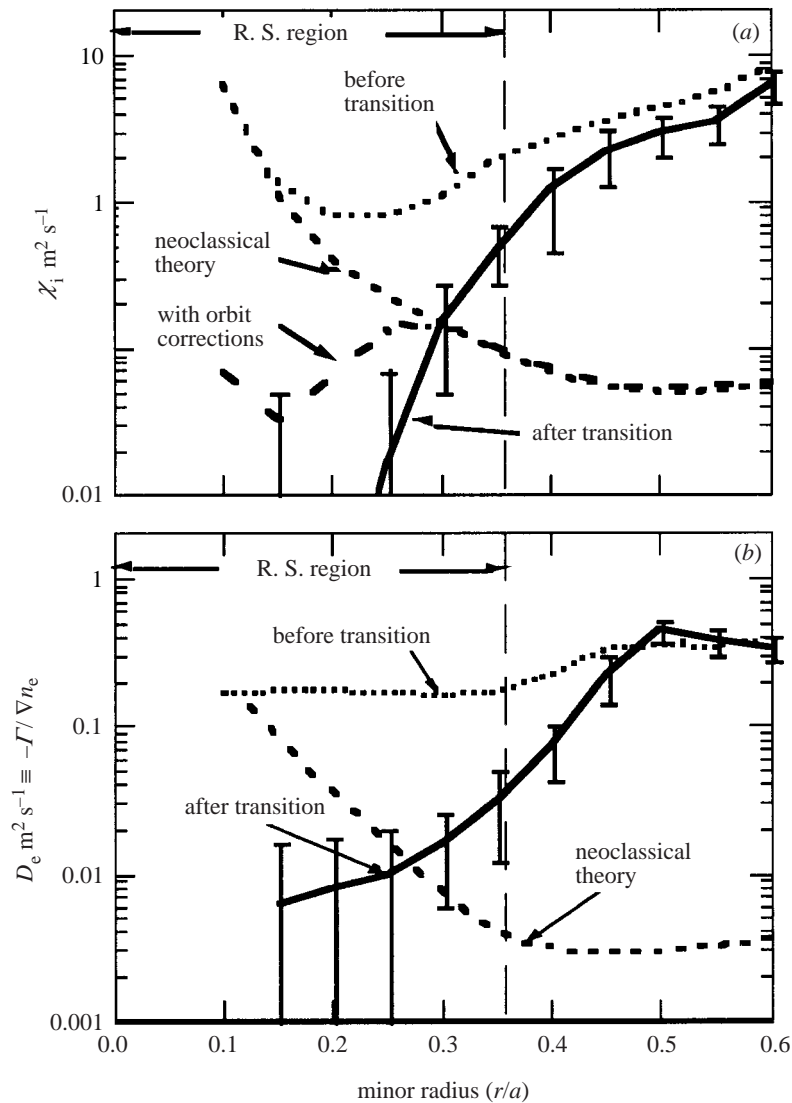 R. S. region
(a)
10
1
0.1
0.01
χi m² s⁻¹
before
transition
neoclassical
theory
with orbit
corrections
after transition
R. S. region
(b)
1
0.1
0.01
0.001
De m² s⁻¹ ≡ −Γ/∇ne
before transition
after transition
neoclassical
theory
0.0 0.1 0.2 0.3 0.4 0.5 0.6
minor radius (r/a)